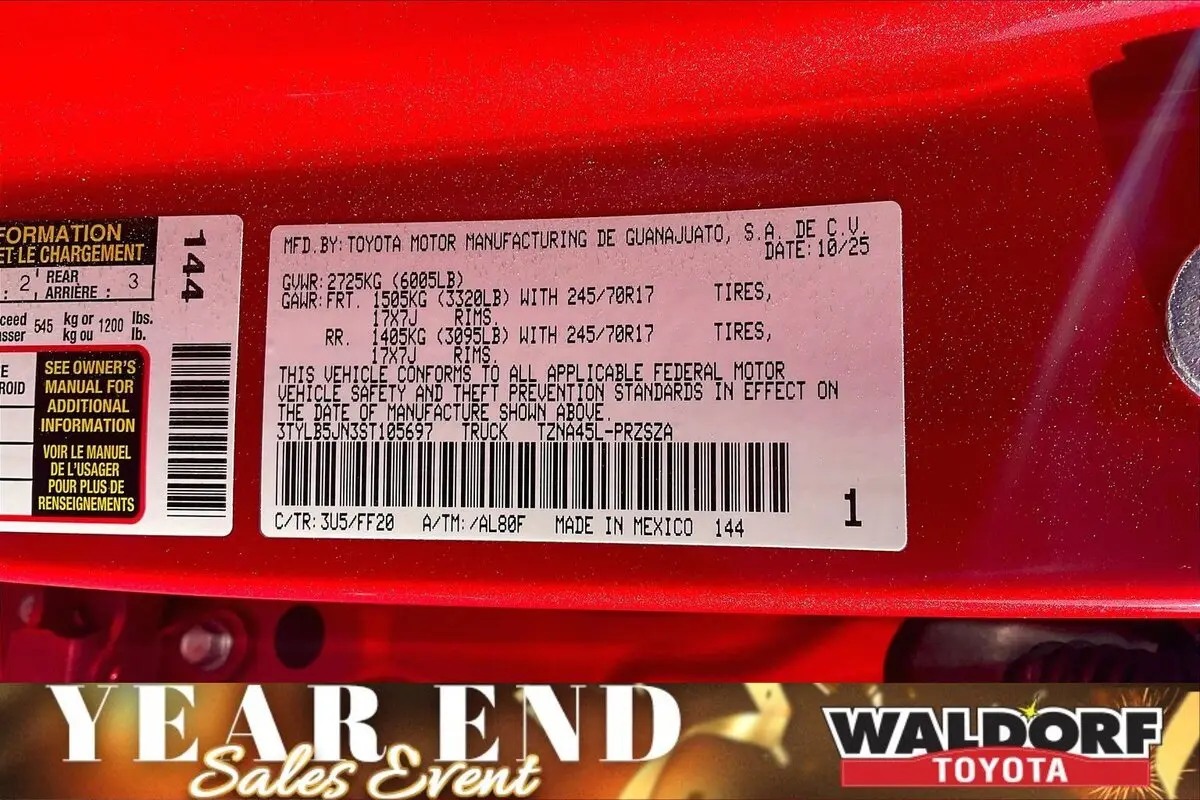 FORMATION
ET LE CHARGEMENT
: 2 REAR
ARRIÈRE : 3
545 kg or 1200 lbs.
kg ou lb.
SEE OWNER'S
MANUAL FOR
ADDITIONAL
INFORMATION
VOIR LE MANUEL
DE L'USAGER
POUR PLUS DE
RENSEIGNEMENTS
144
MFD.BY:TOYOTA MOTOR MANUFACTURING DE GUANAJUATO, S.A. DE C.V.
DATE:10/25
GVWR:2725KG (6005LB)
GAWR:FRT. 1505KG (3320LB) WITH 245/70R17 TIRES,
17X7J RIMS.
RR. 1405KG (3095LB) WITH 245/70R17 TIRES,
17X7J RIMS.
THIS VEHICLE CONFORMS TO ALL APPLICABLE FEDERAL MOTOR
VEHICLE SAFETY AND THEFT PREVENTION STANDARDS IN EFFECT ON
THE DATE OF MANUFACTURE SHOWN ABOVE.
3TYLB5JN3ST105697 TRUCK TZNA45L-PRZSZA
1
C/TR:3U5/FF20 A/TM:/AL80F MADE IN MEXICO 144
YEAR END
Sales Event
WALDORF
TOYOTA